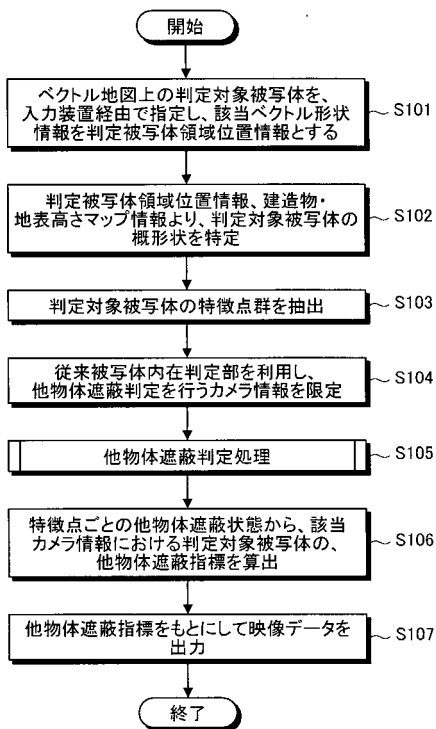 開始
ベクトル地図上の判定対象被写体を、
入力装置経由で指定し、該当ベクトル形状
情報を判定被写体領域位置情報とする
S101
判定被写体領域位置情報、建造物・
地表高さマップ情報より、判定対象被写体の
概形状を特定
S102
判定対象被写体の特徴点群を抽出
S103
従来被写体内在判定部を利用し、
他物体遮蔽判定を行うカメラ情報を限定
S104
他物体遮蔽判定処理
S105
特徴点ごとの他物体遮蔽状態から、該当
カメラ情報における判定対象被写体の、
他物体遮蔽指標を算出
S106
他物体遮蔽指標をもとにして映像データを
出力
S107
終了